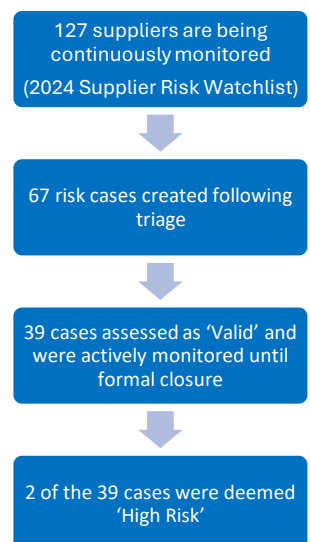 127 suppliers are being
continuously monitored
(2024 Supplier Risk Watchlist)
67 risk cases created following
triage
39 cases assessed as ‘Valid’ and
were actively monitored until
formal closure
2 of the 39 cases were deemed
‘High Risk’